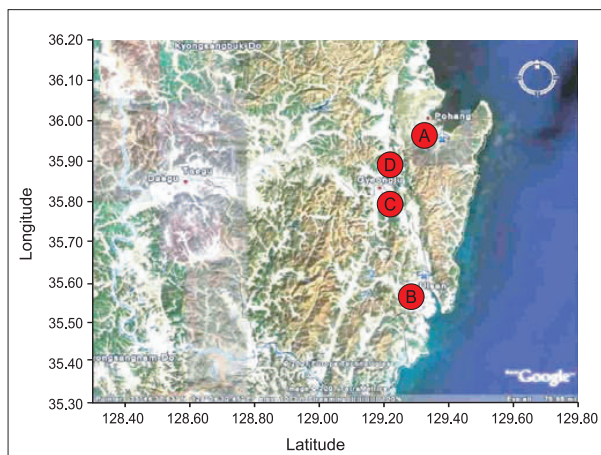 36.20
36.10
36.00
35.90
35.80
35.70
35.60
35.50
35.40
35.30
Longitude
Kyongsangbuk-Do
Pohang
A
D
Taegu
Daegu
C
B
Ulsan
Google
128.40 128.60 128.80 129.00 129.20 129.40 129.60 129.80
Latitude